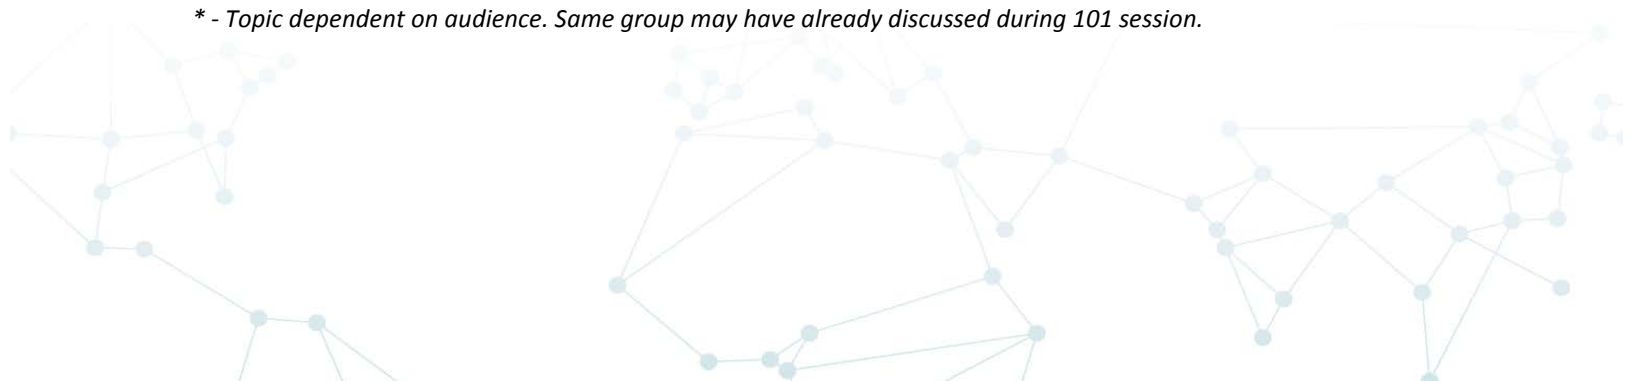 * - Topic dependent on audience. Same group may have already discussed during 101 session.